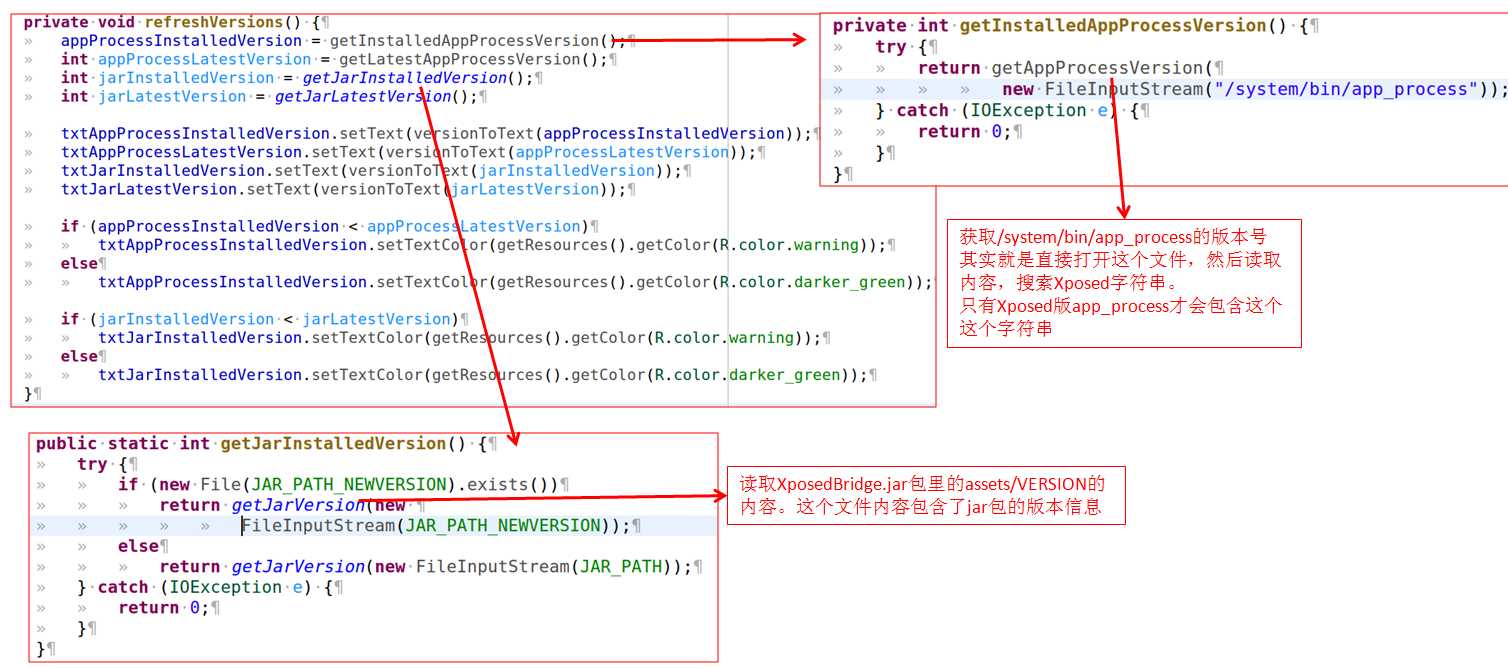 private void refreshVersions() {¶
» appProcessInstalledVersion = getInstalledAppProcessVersion();¶
» int appProcessLatestVersion = getLatestAppProcessVersion();¶
» int jarInstalledVersion = getJarInstalledVersion();¶
» int jarLatestVersion = getJarLatestVersion();¶
» txtAppProcessInstalledVersion.setText(versionToText(appProcessInstalledVersion));¶
» txtAppProcessLatestVersion.setText(versionToText(appProcessLatestVersion));¶
» txtJarInstalledVersion.setText(versionToText(jarInstalledVersion));¶
» txtJarLatestVersion.setText(versionToText(jarLatestVersion));¶
» if·(appProcessInstalledVersion·<·appProcessLatestVersion)¶
» » txtAppProcessInstalledVersion.setTextColor(getResources().getColor(R.color.warning));¶
» else¶
» » txtAppProcessInstalledVersion.setTextColor(getResources().getColor(R.color.darker_green));
» if·(jarInstalledVersion·<·jarLatestVersion)¶
» » txtJarInstalledVersion.setTextColor(getResources().getColor(R.color.warning));¶
» else¶
» » txtJarInstalledVersion.setTextColor(getResources().getColor(R.color.darker_green));¶
}¶
private·int·getInstalledAppProcessVersion()·{¶
» try·{¶
» » return·getAppProcessVersion(¶
» » » » new·FileInputStream("/system/bin/app_process"));
» }·catch·(IOException·e)·{¶
» » return·0;¶
» }¶
}¶
获取/system/bin/app_process的版本号
其实就是直接打开这个文件，然后读取
内容，搜索Xposed字符串。
只有Xposed版app_process才会包含这个
这个字符串
public·static·int·getJarInstalledVersion()·{¶
» try·{¶
» » if·(new·File(JAR_PATH_NEWVERSION).exists())¶
» » » return·getJarVersion(new·¶
» » » » » FileInputStream(JAR_PATH_NEWVERSION));¶
» » else¶
» » » return·getJarVersion(new·FileInputStream(JAR_PATH));¶
» }·catch·(IOException·e)·{¶
» » return·0;¶
» }¶
}¶
读取XposedBridge.jar包里的assets/VERSION的
内容。这个文件内容包含了jar包的版本信息